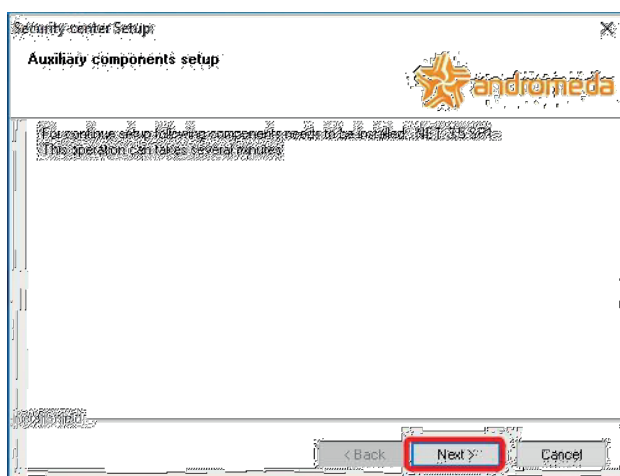 Security center Setup
Auxiliary components setup
andromeda
For continue setup following components needs to be installed: .NET 3.5 SP1
This operation can takes several minutes
< Back
Next >
Cancel